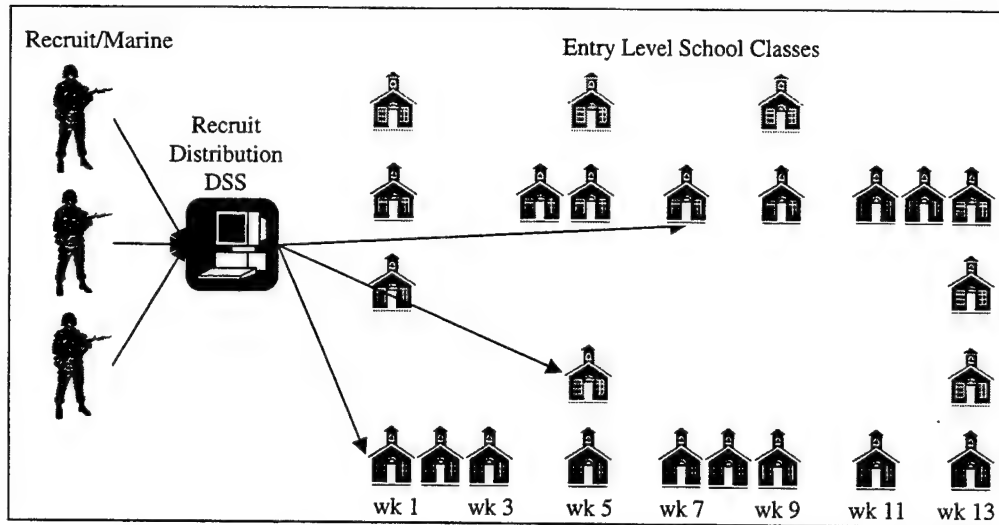 Recruit/Marine
Entry Level School Classes
Recruit
Distribution
DSS
wk 1
wk 3
wk 5
wk 7
wk 9
wk 11
wk 13